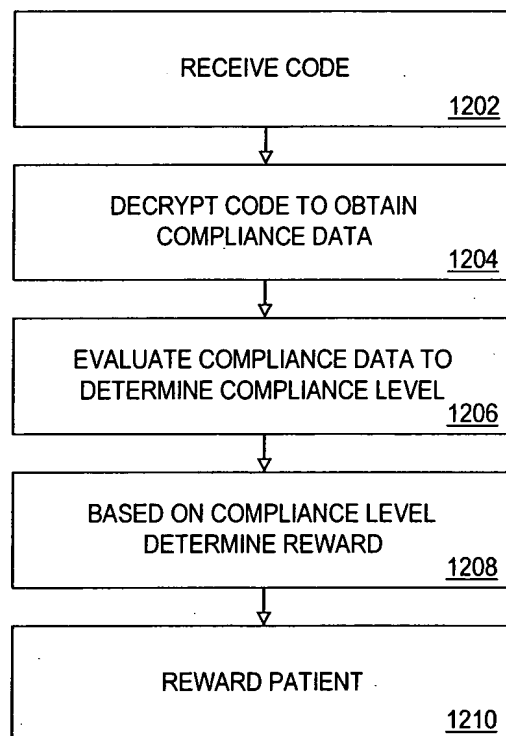 RECEIVE CODE
1202
DECRYPT CODE TO OBTAIN
COMPLIANCE DATA
1204
EVALUATE COMPLIANCE DATA TO
DETERMINE COMPLIANCE LEVEL
1206
BASED ON COMPLIANCE LEVEL
DETERMINE REWARD
1208
REWARD PATIENT
1210